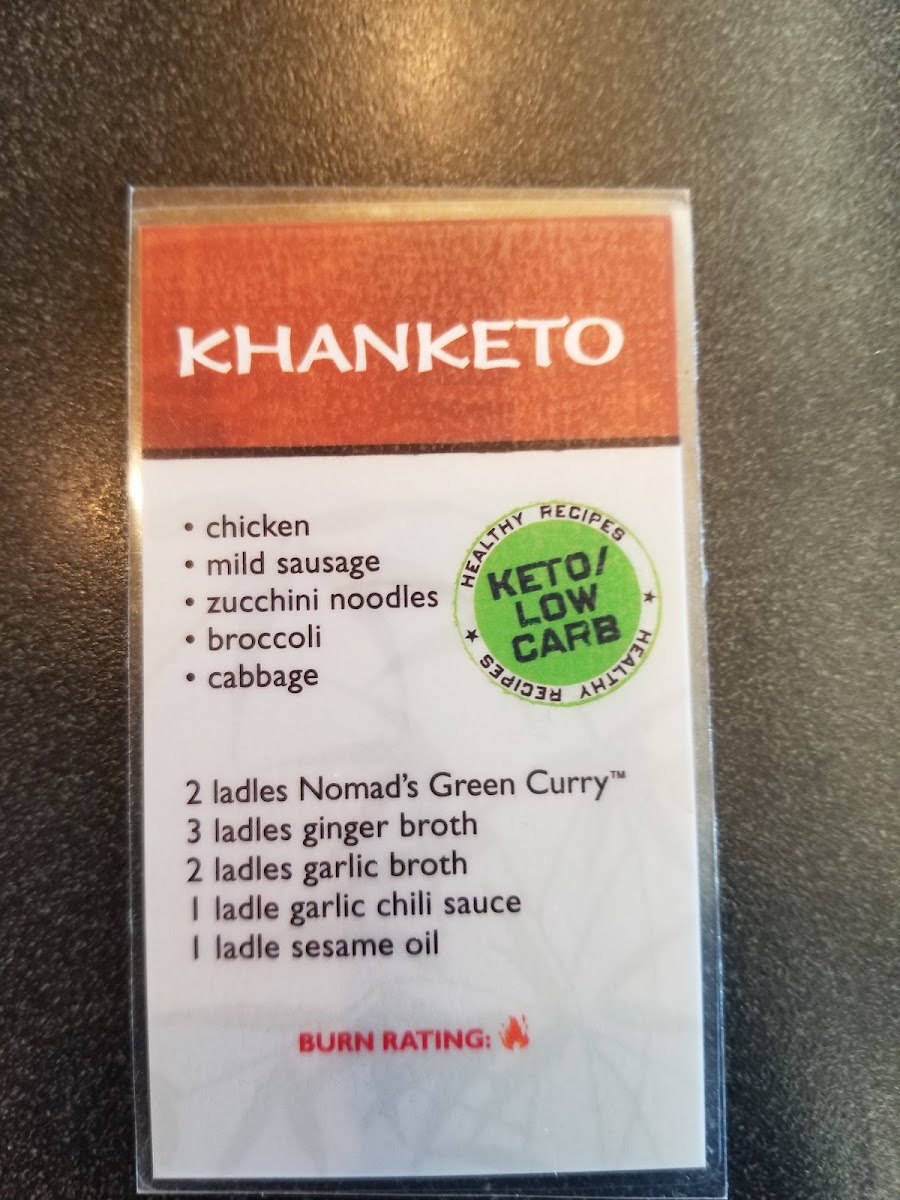 KHANKETO
• chicken
• mild sausage
• zucchini noodles
• broccoli
• cabbage
HEALTHY RECIPES
KETO/
LOW
CARB
HEALTHY RECIPES
2 ladles Nomad's Green Curry™
3 ladles ginger broth
2 ladles garlic broth
1 ladle garlic chili sauce
1 ladle sesame oil
BURN RATING: